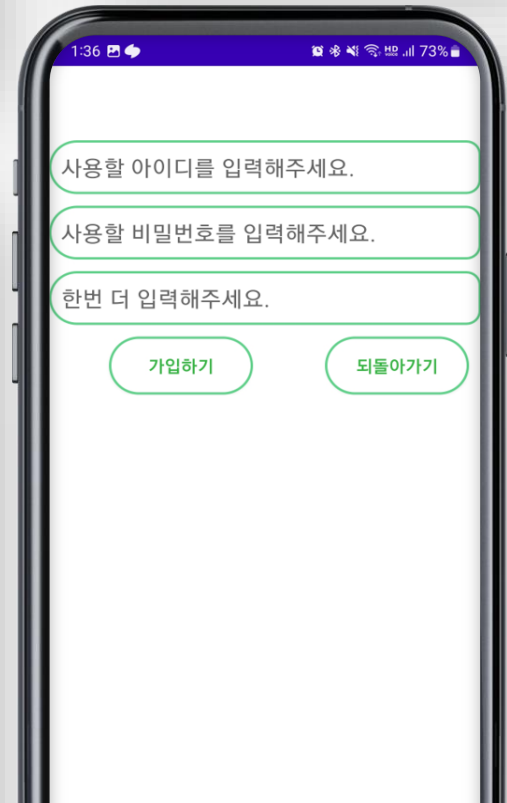 1:36 HD VOICE 73%
사용할 아이디를 입력해주세요.
사용할 비밀번호를 입력해주세요.
한번 더 입력해주세요.
가입하기 되돌아가기